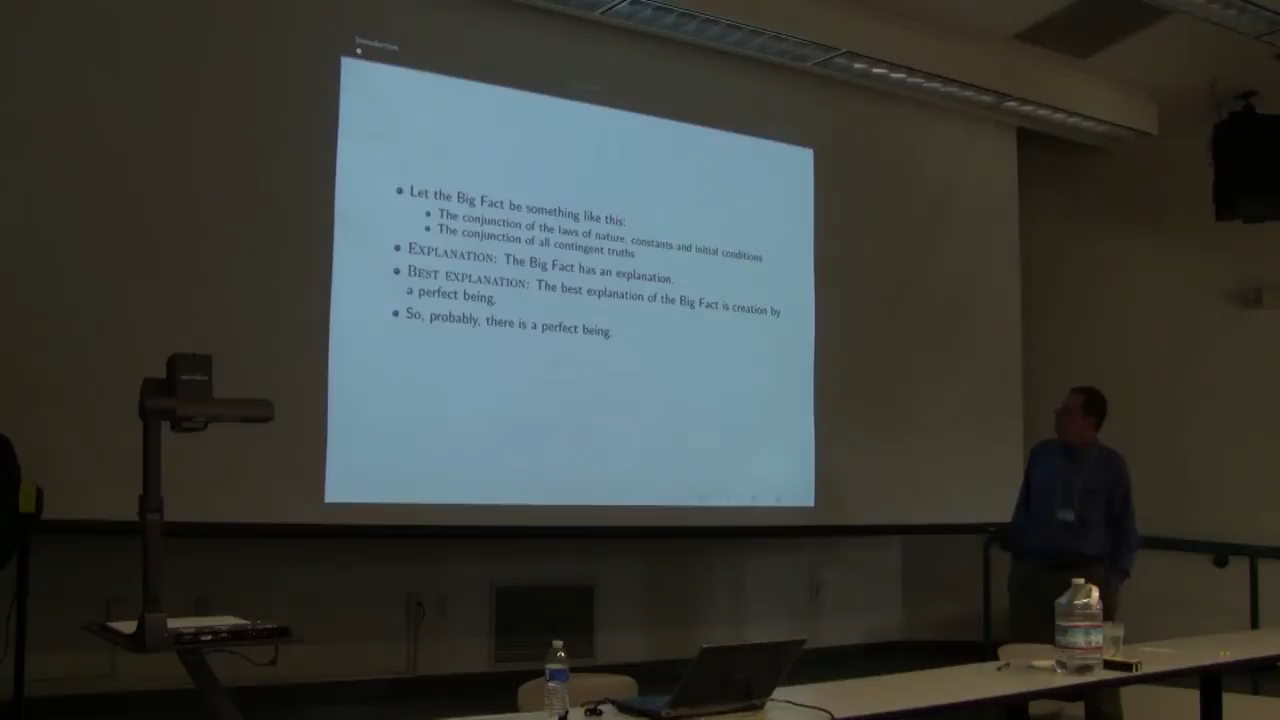 Introduction
Let the Big Fact be something like this:
The conjunction of the laws of nature, constants and initial conditions
The conjunction of all contingent truths
EXPLANATION: The Big Fact has an explanation.
BEST EXPLANATION: The best explanation of the Big Fact is creation by
a perfect being.
So, probably, there is a perfect being.